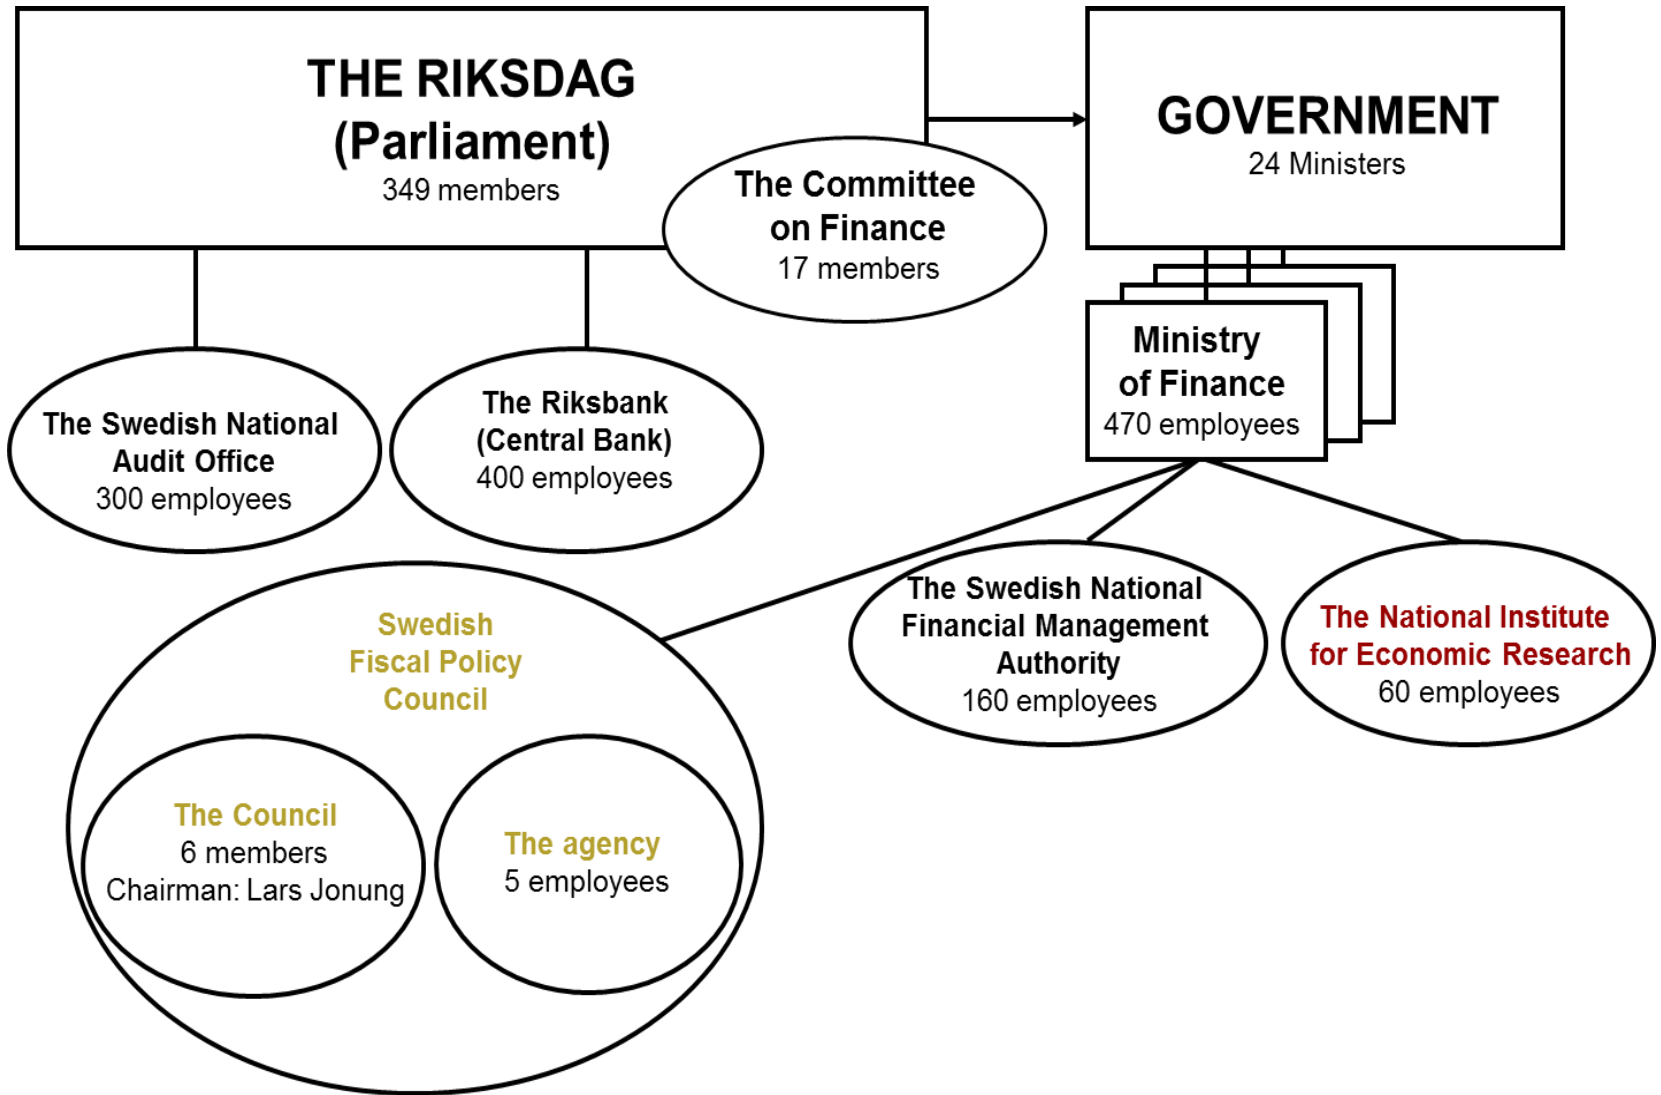 THE RIKSDAG
(Parliament)
349 members
The Committee
on Finance
17 members
GOVERNMENT
24 Ministers
Ministry
of Finance
470 employees
The Swedish National
Audit Office
300 employees
The Riksbank
(Central Bank)
400 employees
Swedish
Fiscal Policy
Council
The Council
6 members
Chairman: Lars Jonung
The agency
5 employees
The Swedish National
Financial Management
Authority
160 employees
The National Institute
for Economic Research
60 employees